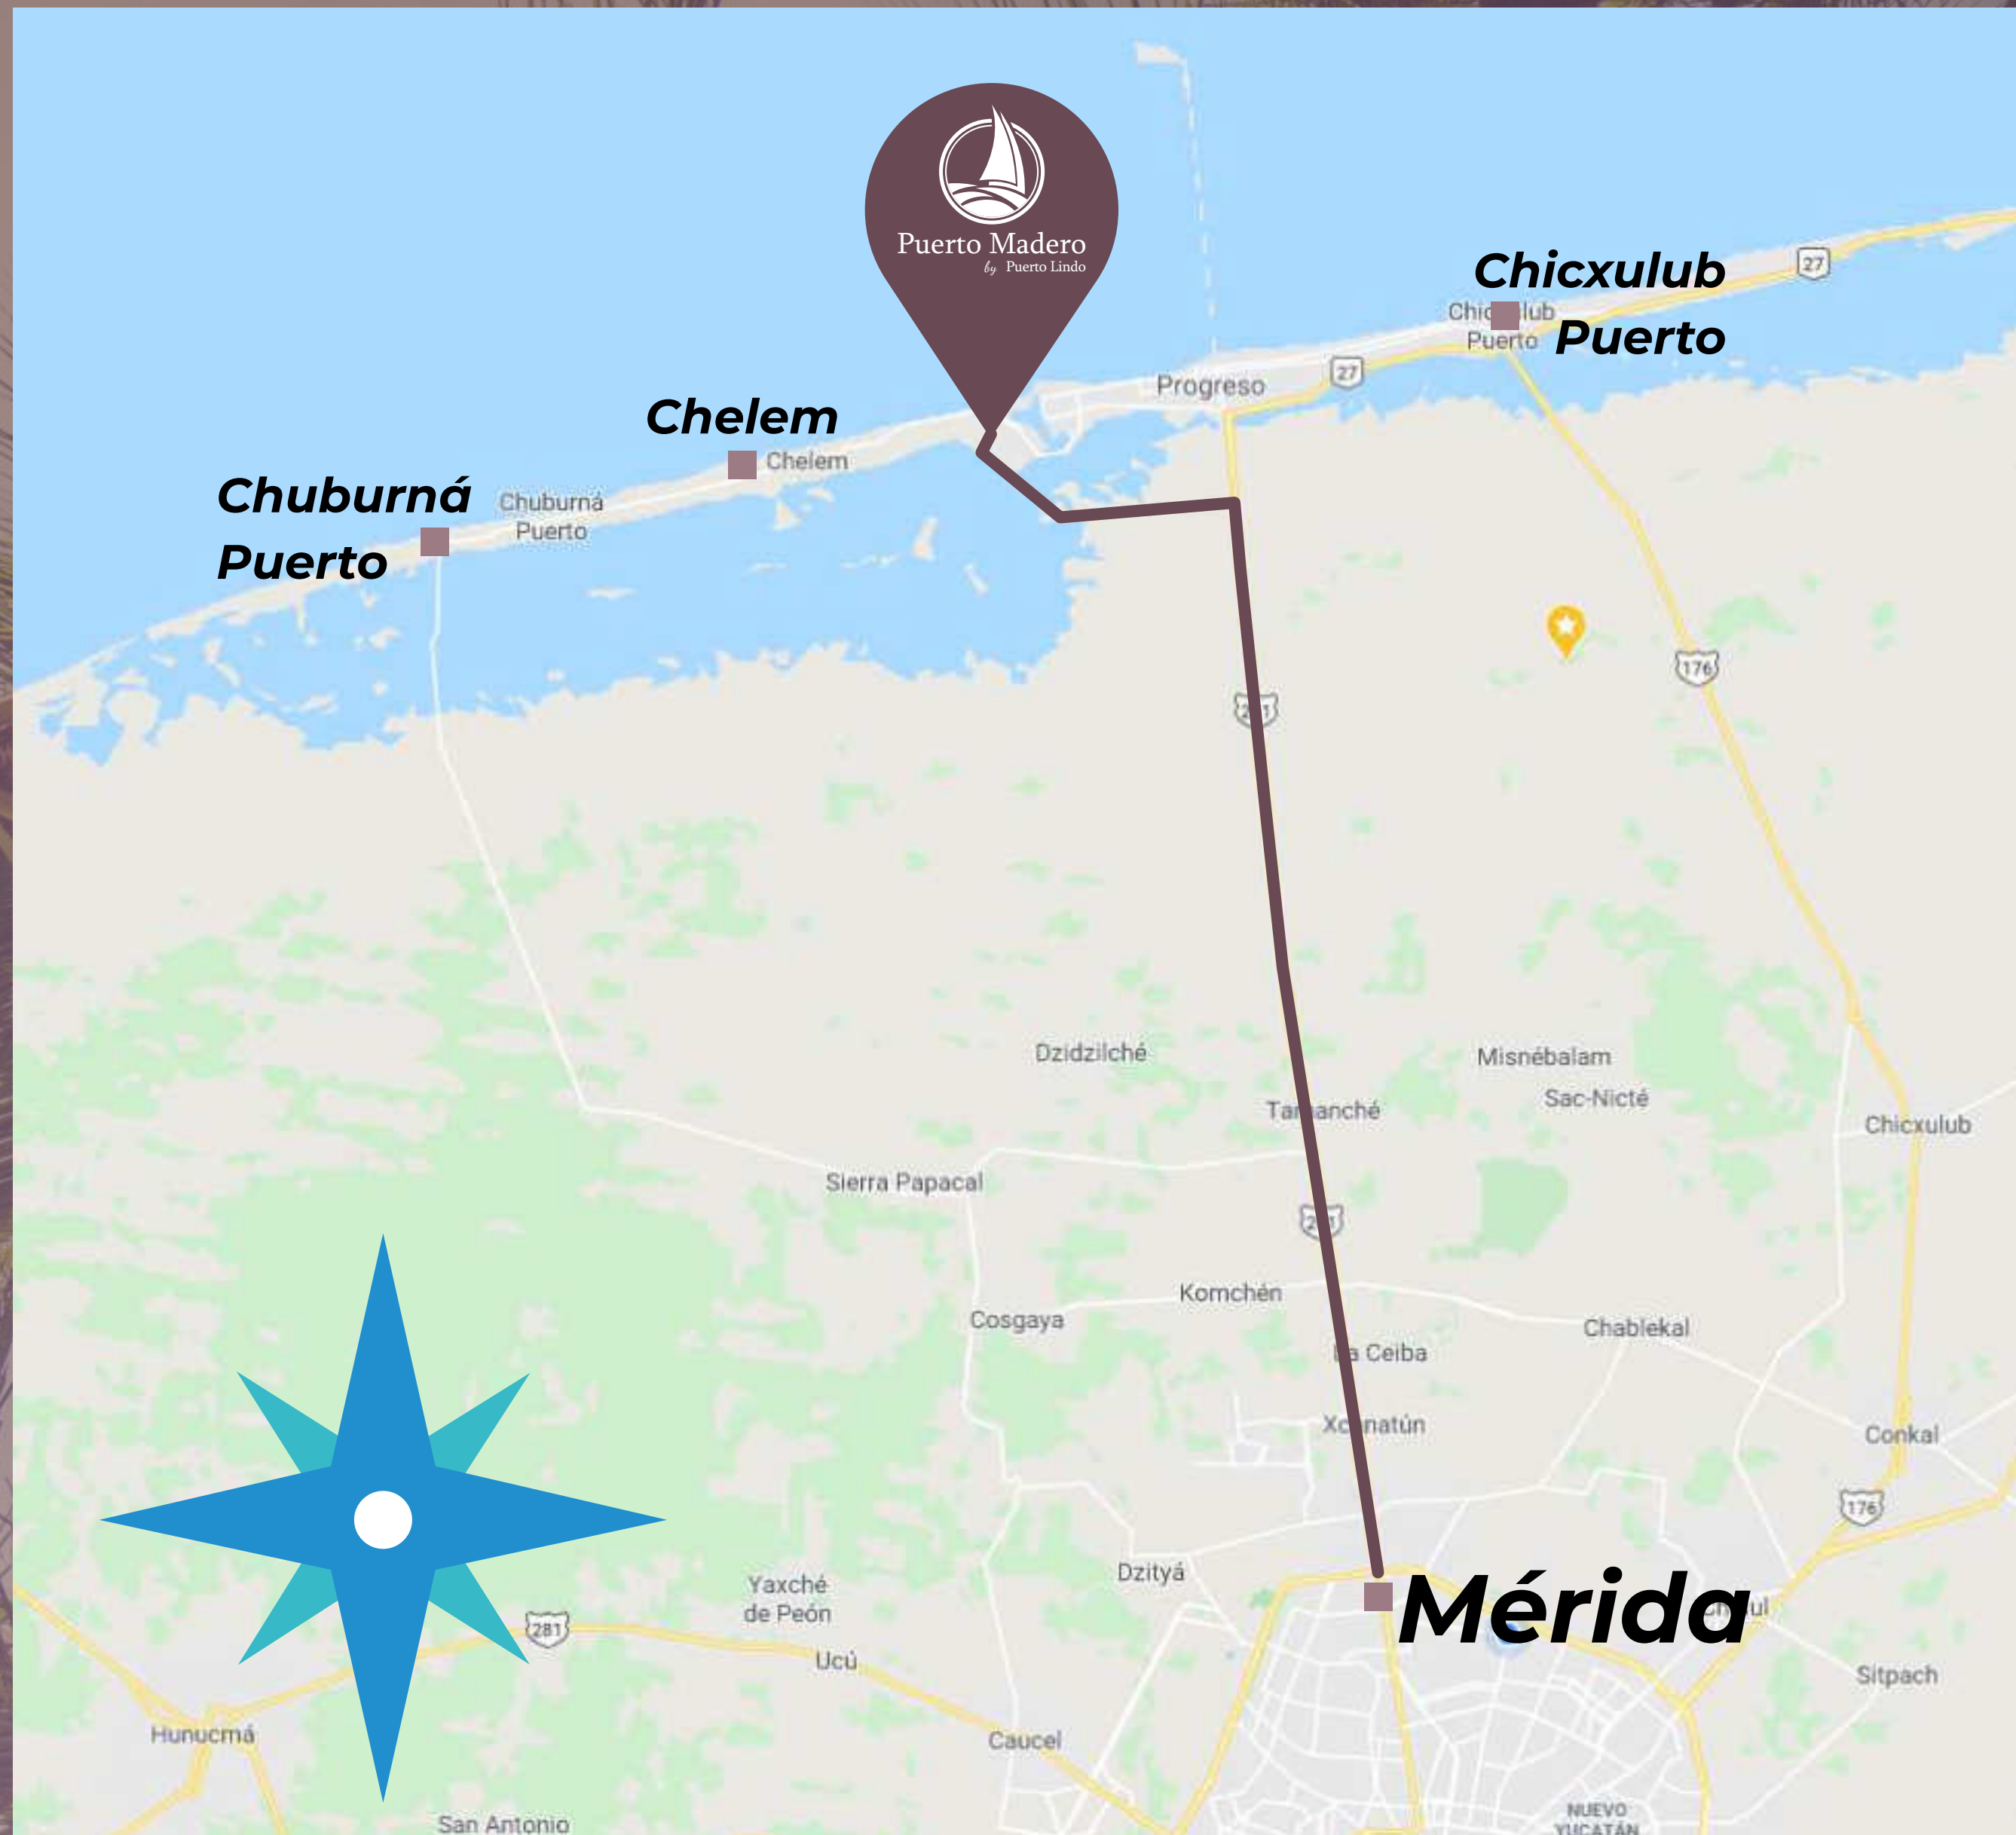 Puerto Madero
by Puerto Lindo
Chicxulub
Puerto
27
Puerto
Progreso
27
Chelem
Chelem
Chuburná
Puerto
Chuburná
Puerto
176
Dzidzilché
Misnébalam
Sac-Nicté
Chicxulub
Sierra Papacal
Komchén
Cosgaya
Chablekal
Ceiba
Conkal
176
Dzityá
Mérida
Yaxché
de Peón
281
Ucú
Sitpach
Hunucmá
Caucel
San Antonio
NUEVO
YUCATÁN